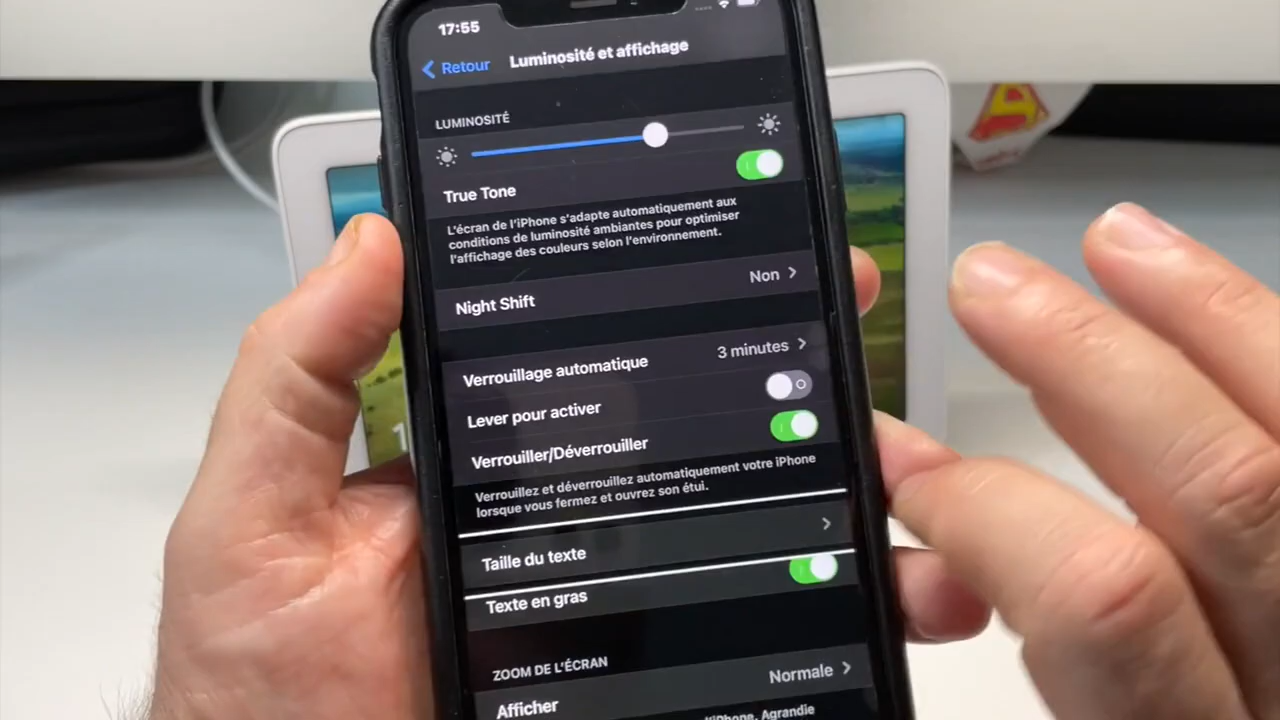 17:55
Retour
Luminosité et affichage
LUMINOSITÉ
True Tone
L'écran de l'iPhone s'adapte automatiquement aux
conditions de luminosité ambiantes pour optimiser
l'affichage des couleurs selon l'environnement.
Night Shift
Non
Verrouillage automatique
3 minutes
Lever pour activer
Verrouiller/Déverrouiller
Verrouillez et déverrouillez automatiquement votre iPhone
lorsque vous fermez et ouvrez son étui.
Taille du texte
Texte en gras
ZOOM DE L'ÉCRAN
Afficher
Normale
l'iPhone, Agrandie